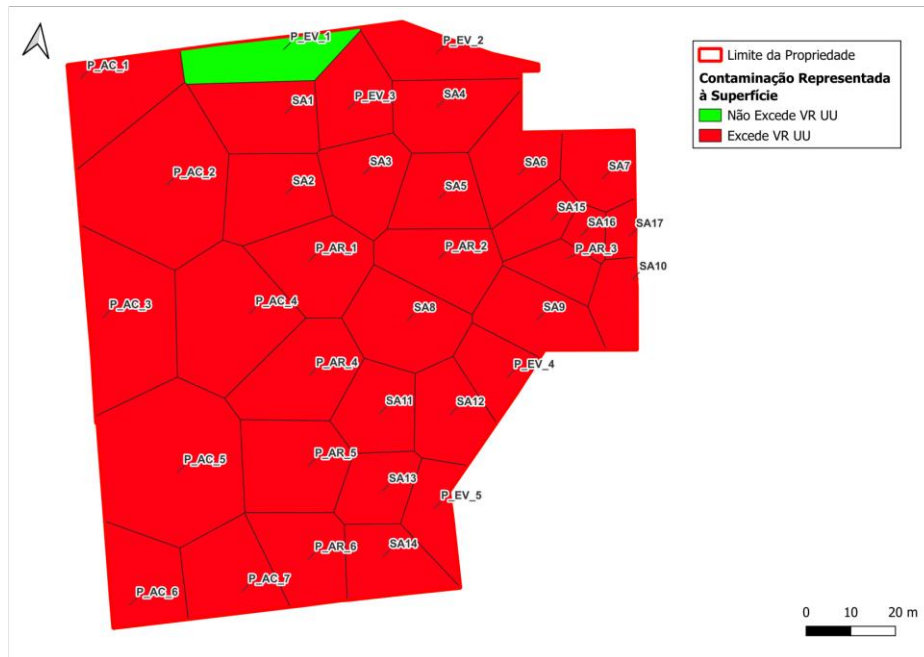 P_EV_1
P_EV_2
P_AC_1
SA1
P_EV_3
SA4
P_AC_2
SA2
SA3
SA5
SA6
SA7
SA15
SA16
SA17
P_AR_1
P_AR_2
P_AR_3
SA10
P_AC_3
P_AC_4
SA8
SA9
P_AR_4
P_EV_4
SA11
SA12
P_AC_5
P_AR_5
SA13
P_EV_5
P_AR_6
SA14
P_AC_6
P_AC_7
Limite da Propriedade
Contaminação Representada
à Superfície
Não Excede VR UU
Excede VR UU
0 10 20 m